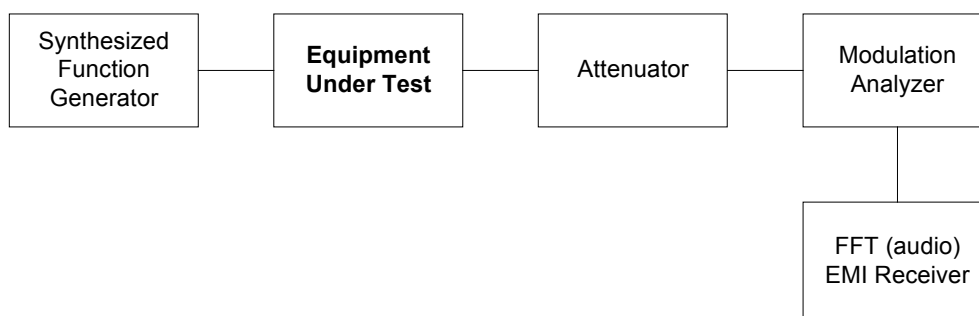 Synthesized
Function
Generator
Equipment
Under Test
Attenuator
Modulation
Analyzer
FFT (audio)
EMI Receiver